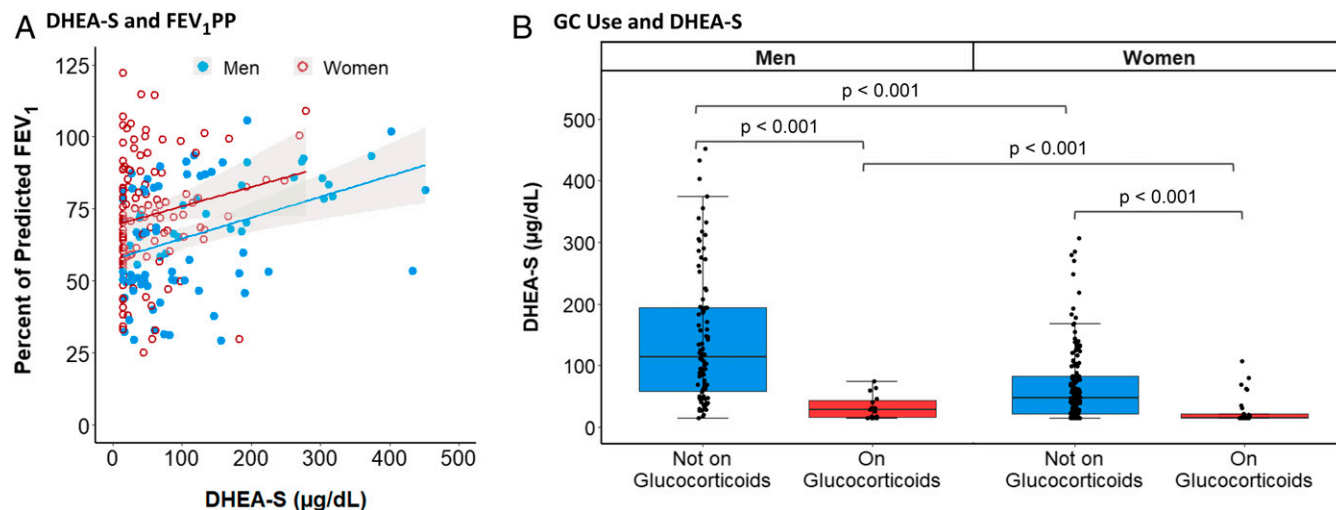 A DHEA-S and FEV₁PP
Men Women
Percent of Predicted FEV₁
125
100
75
50
25
0
0 100 200 300 400 500
DHEA-S (µg/dL)
B GC Use and DHEA-S
Men Women
p < 0.001
p < 0.001
p < 0.001
p < 0.001
DHEA-S (µg/dL)
500
400
300
200
100
0
Not on On Not on On
Glucocorticoids Glucocorticoids Glucocorticoids Glucocorticoids